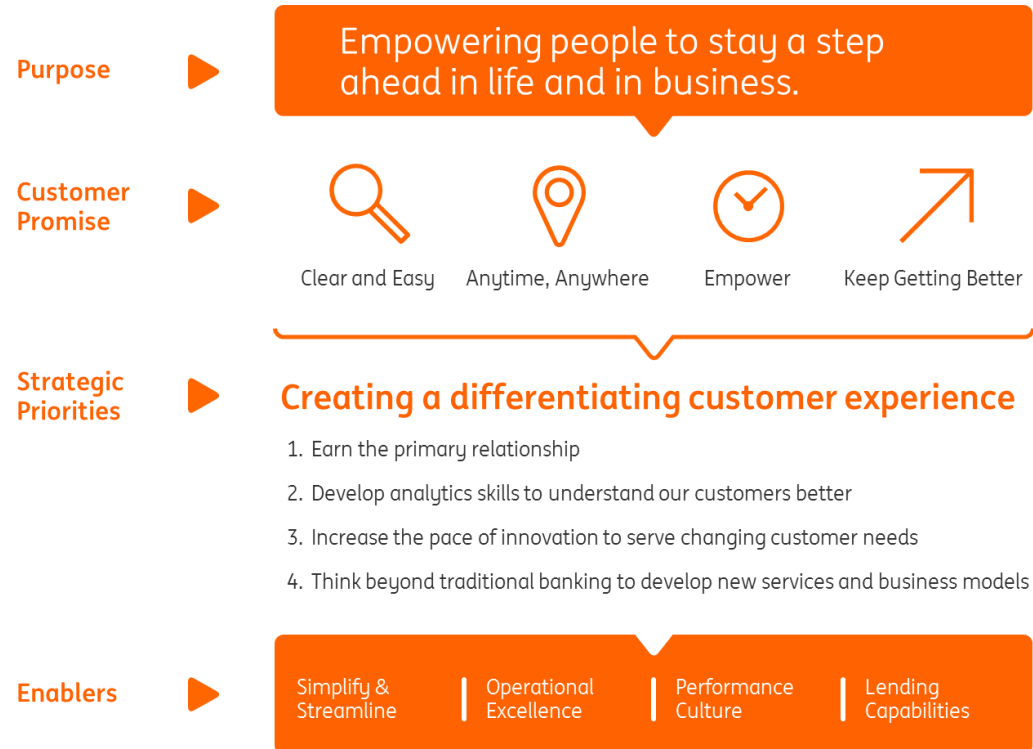 Purpose
Empowering people to stay a step
ahead in life and in business.
Customer
Promise
Clear and Easy
Anytime, Anywhere
Empower
Keep Getting Better
Strategic
Priorities
Creating a differentiating customer experience
1. Earn the primary relationship
2. Develop analytics skills to understand our customers better
3. Increase the pace of innovation to serve changing customer needs
4. Think beyond traditional banking to develop new services and business models
Enablers
Simplify &
Streamline
Operational
Excellence
Performance
Culture
Lending
Capabilities